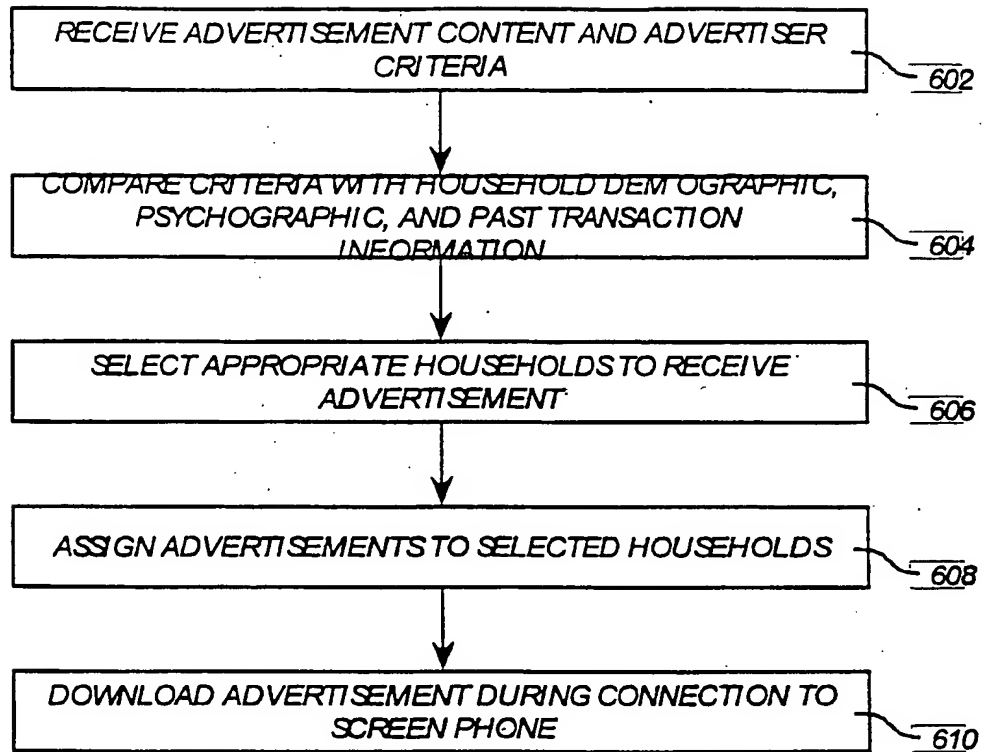 RECEIVE ADVERTISEMENT CONTENT AND ADVERTISER
CRITERIA
602
COMPARE CRITERIA WITH HOUSEHOLD DEMOGRAPHIC,
PSYCHOGRAPHIC, AND PAST TRANSACTION
INFORMATION
604
SELECT APPROPRIATE HOUSEHOLDS TO RECEIVE
ADVERTISEMENT
606
ASSIGN ADVERTISEMENTS TO SELECTED HOUSEHOLDS
608
DOWNLOAD ADVERTISEMENT DURING CONNECTION TO
SCREEN PHONE
610